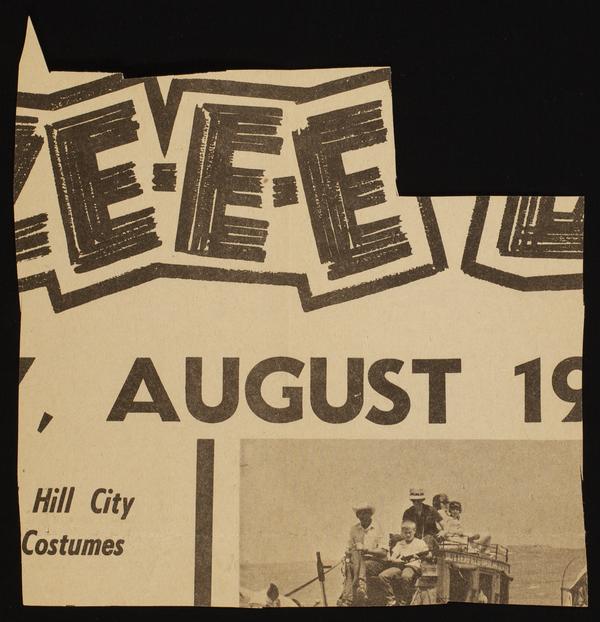 E-E-E
, AUGUST 19
Hill City
Costumes